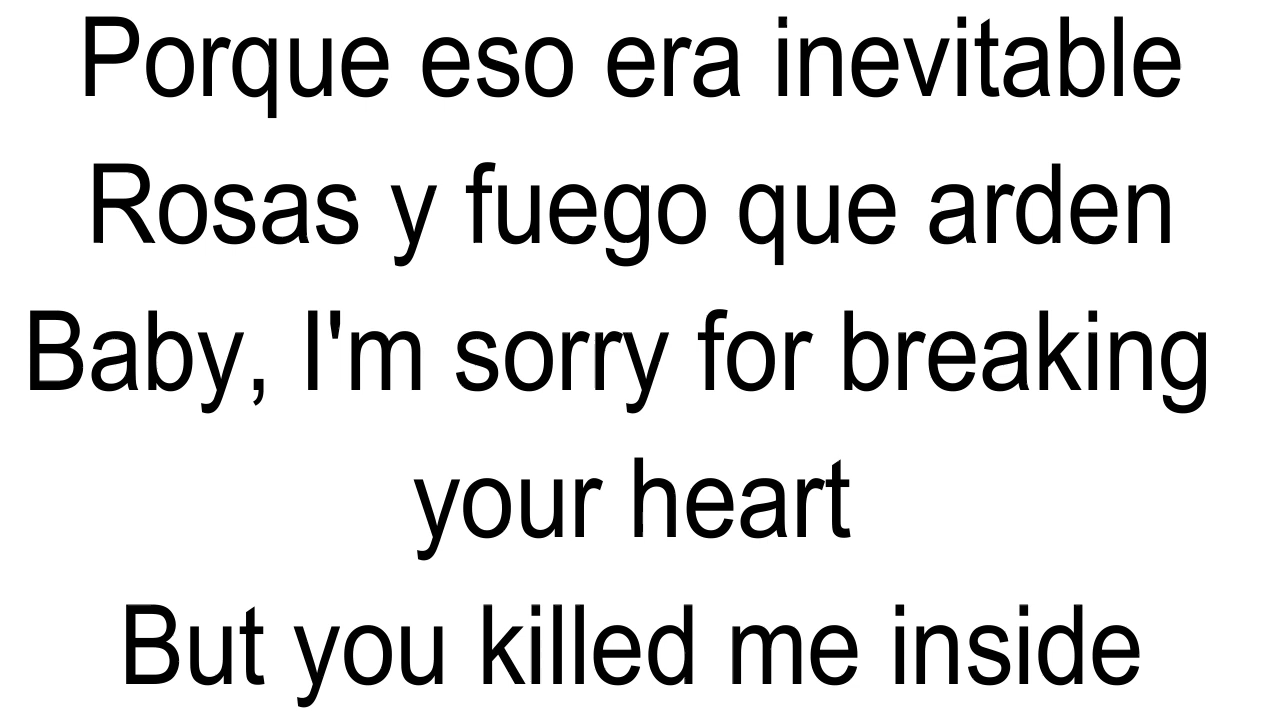 Porque eso era inevitable
Rosas y fuego que arden
Baby, I'm sorry for breaking
your heart
But you killed me inside